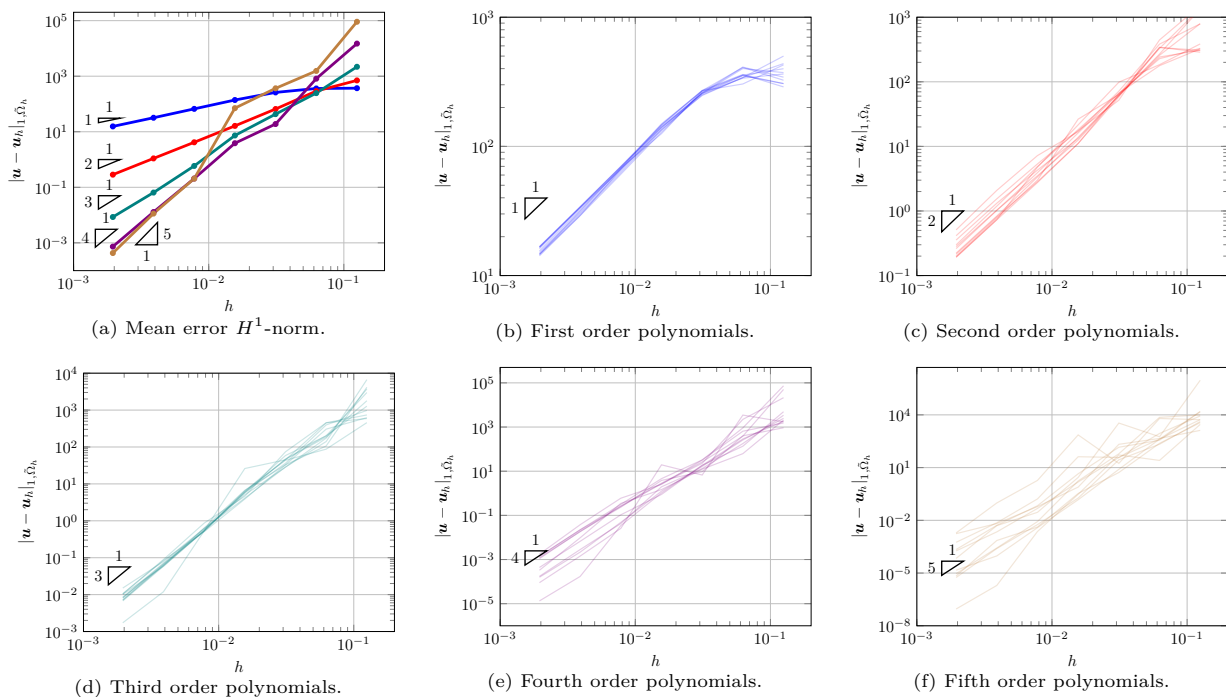 10^5
10^3
10^1
10^{-1}
10^{-3}
|u − u_h|_{1,Ω̃_h}
1
1
1
2
1
3
1
4
5
1
10^{-3} 10^{-2} 10^{-1}
h
(a) Mean error H^1-norm.
10^3
10^2
10^1
|u − u_h|_{1,Ω̃_h}
1
1
10^{-3} 10^{-2} 10^{-1}
h
(b) First order polynomials.
10^3
10^2
10^1
10^0
10^{-1}
|u − u_h|_{1,Ω̃_h}
1
2
10^{-3} 10^{-2} 10^{-1}
h
(c) Second order polynomials.
10^4
10^3
10^2
10^1
10^0
10^{-1}
10^{-2}
10^{-3}
|u − u_h|_{1,Ω̃_h}
1
3
10^{-3} 10^{-2} 10^{-1}
h
(d) Third order polynomials.
10^5
10^3
10^1
10^{-1}
10^{-3}
10^{-5}
|u − u_h|_{1,Ω̃_h}
1
4
10^{-3} 10^{-2} 10^{-1}
h
(e) Fourth order polynomials.
10^4
10^1
10^{-2}
10^{-5}
10^{-8}
|u − u_h|_{1,Ω̃_h}
1
5
10^{-3} 10^{-2} 10^{-1}
h
(f) Fifth order polynomials.